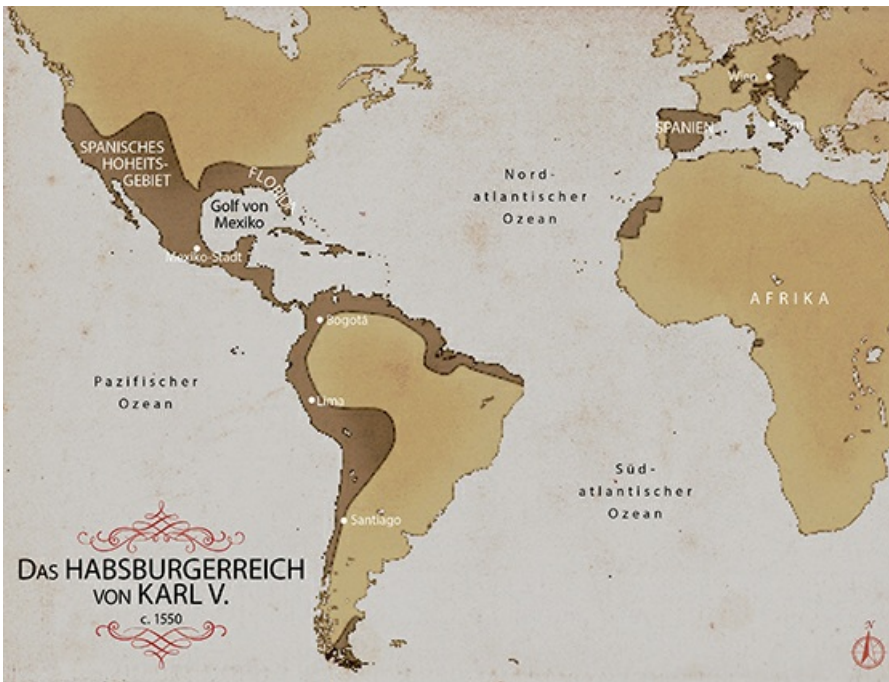 Wien
SPANIEN
Rom
SPANISCHES
HOHEITS-
GEBIET
FLORIDA
Golf von
Mexiko
Nord-
atlantischer
Ozean
Mexiko-Stadt
AFRIKA
Bogotá
Pazifischer
Ozean
Lima
Süd-
atlantischer
Ozean
Santiago
DAS HABSBURGERREICH
VON KARL V.
c. 1550
N